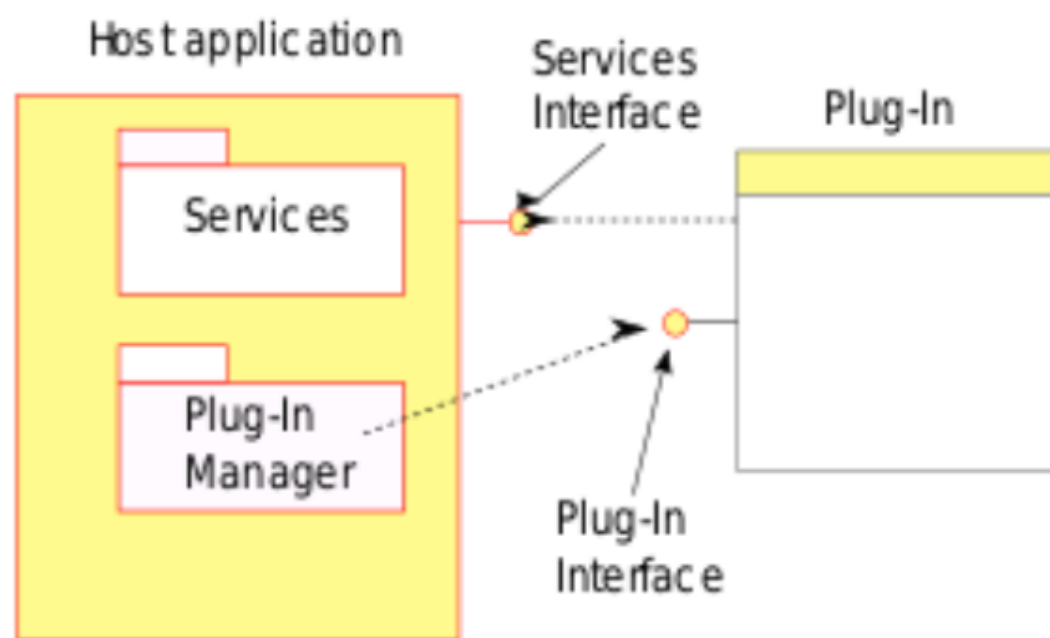 Host application
Services
Interface
Plug-In
Services
Plug-In
Manager
Plug-In
Interface